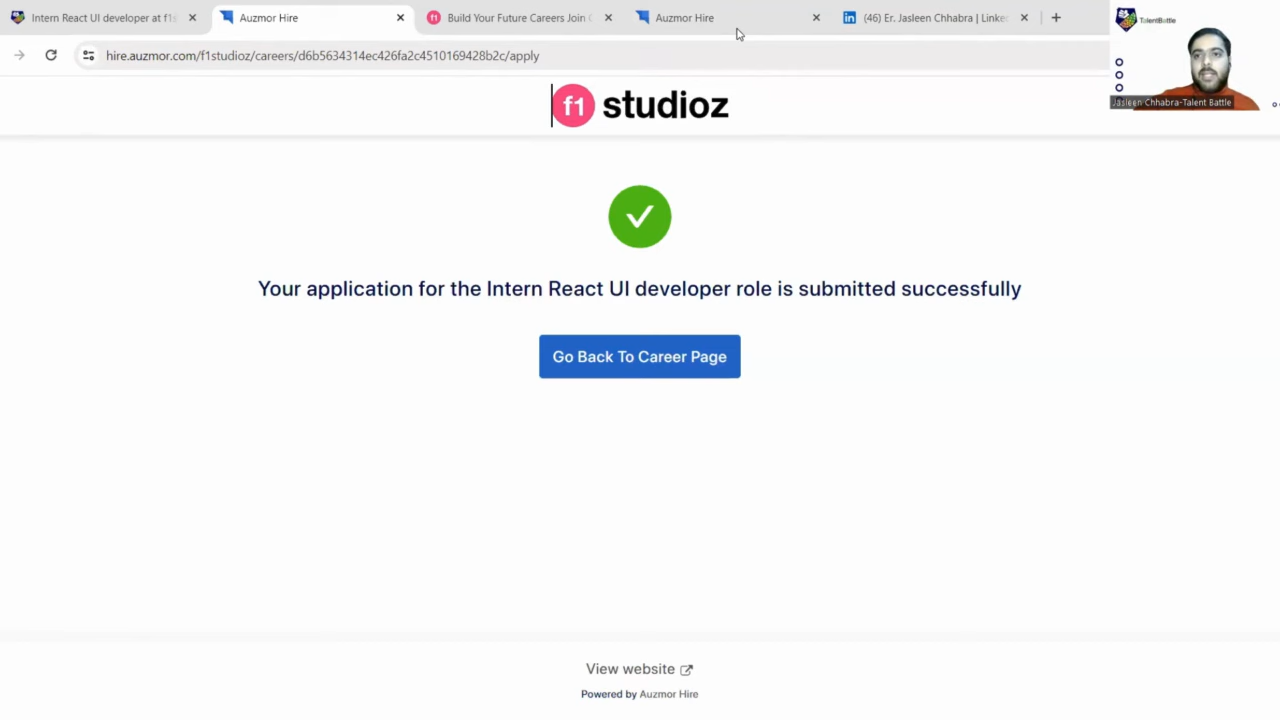 Intern React UI developer at f1s
Auzmor Hire
Build Your Future Careers Join
Auzmor Hire
(46) Er. Jasleen Chhabra | Linke
TalentBattle
hire.auzmor.com/f1studioz/careers/d6b5634314ec426fa2c4510169428b2c/apply
Jasleen Chhabra-Talent Battle
f1 studioz
Your application for the Intern React UI developer role is submitted successfully
Go Back To Career Page
View website
Powered by Auzmor Hire